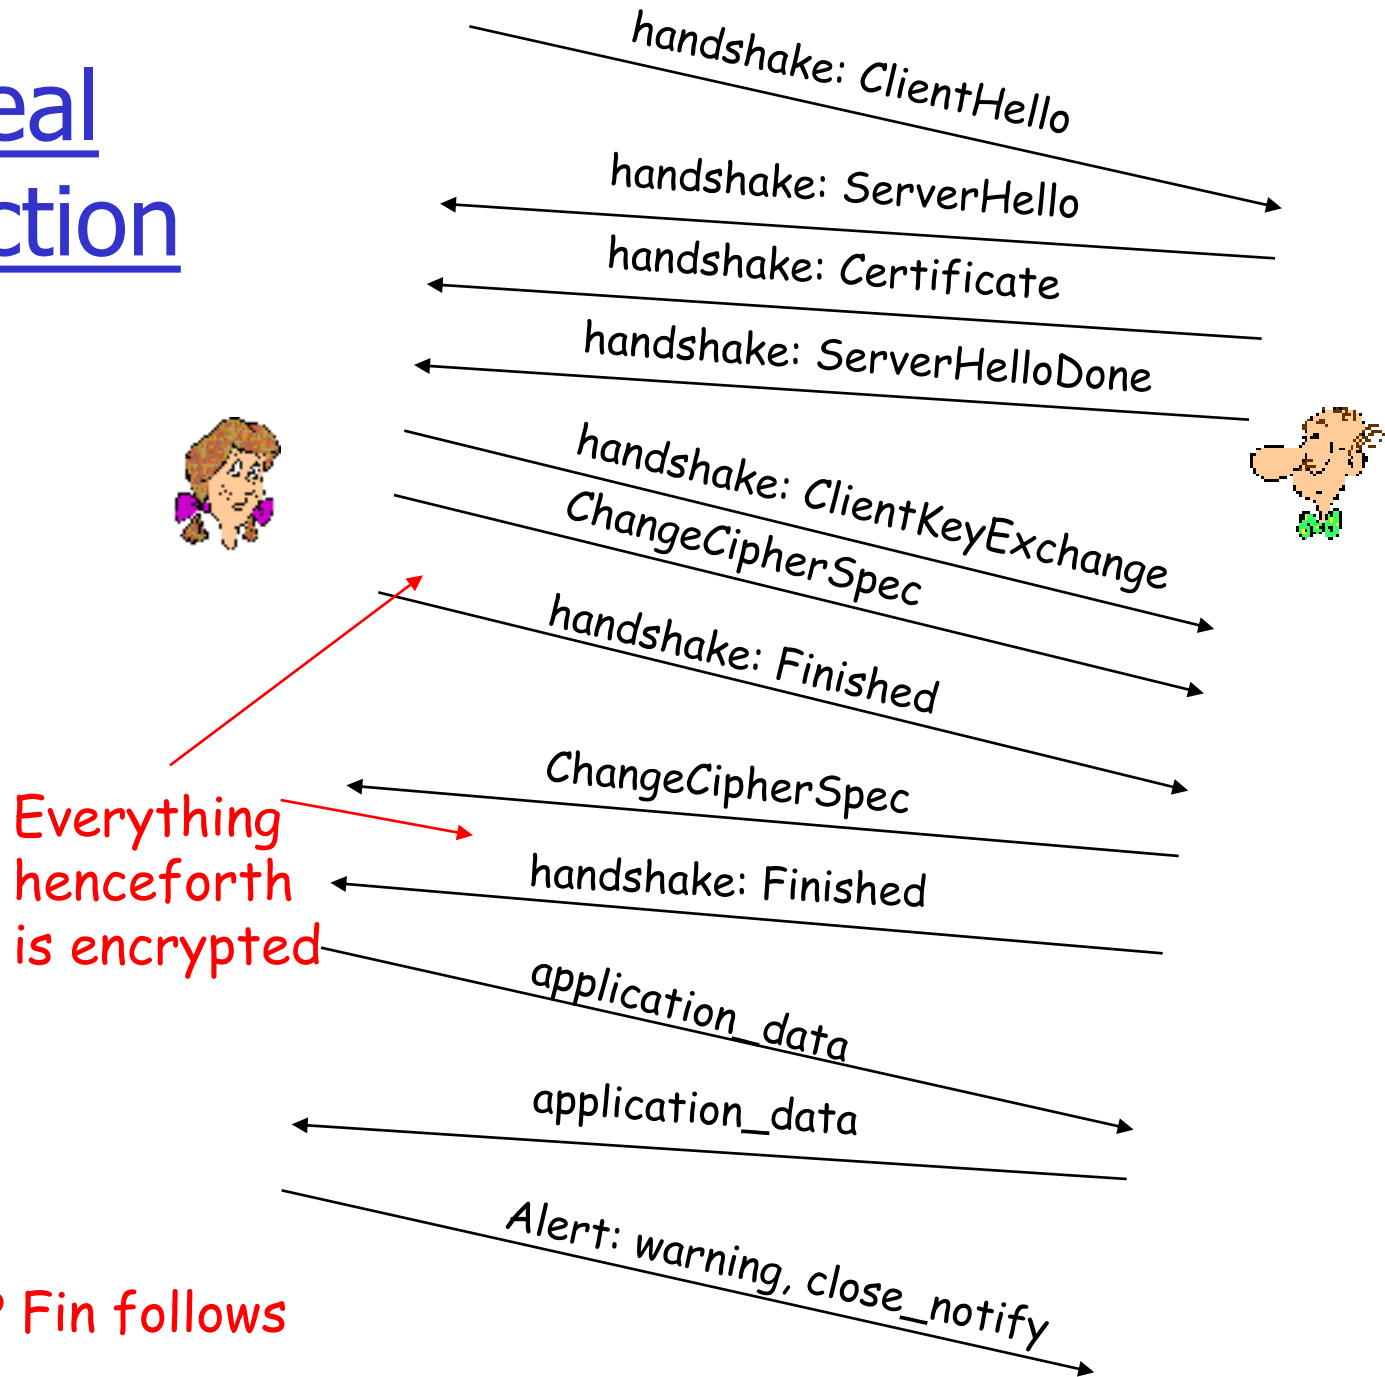 eal
ction
handshake: ClientHello
handshake: ServerHello
handshake: Certificate
handshake: ServerHelloDone
handshake: ClientKeyExchange
ChangeCipherSpec
handshake: Finished
ChangeCipherSpec
Everything
henceforth
is encrypted
handshake: Finished
application_data
application_data
Alert: warning, close_notify
Fin follows